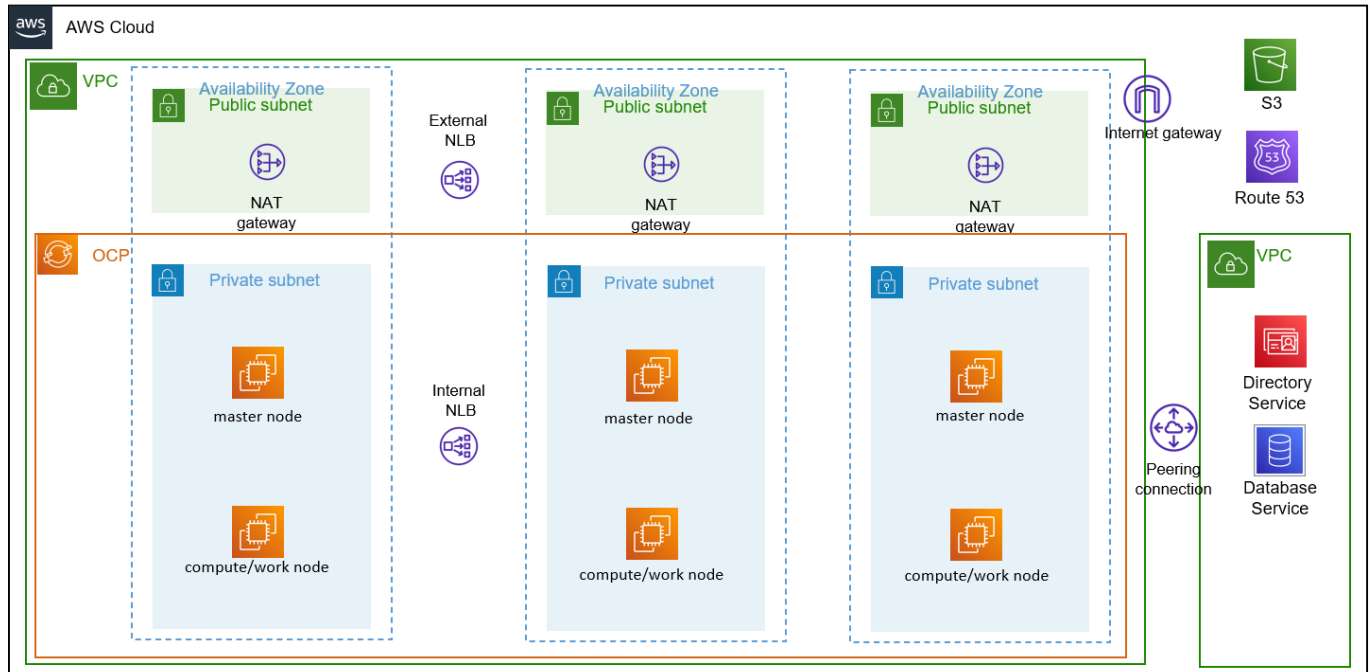 aws
AWS Cloud
VPC
Availability Zone
Public subnet
NAT
gateway
External
NLB
Availability Zone
Public subnet
NAT
gateway
Availability Zone
Public subnet
NAT
gateway
Internet gateway
S3
53
Route 53
OCP
Private subnet
master node
compute/work node
Internal
NLB
Private subnet
master node
compute/work node
Private subnet
master node
compute/work node
Peering
connection
VPC
Directory
Service
Database
Service